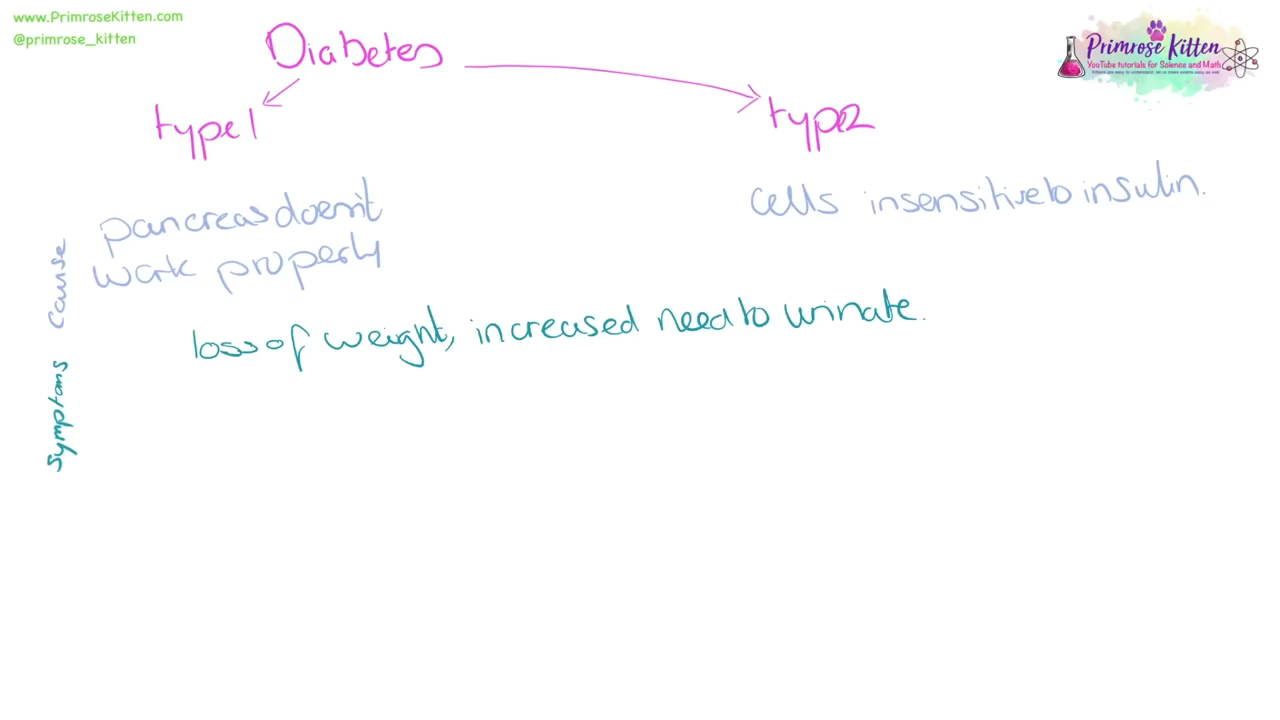 www.PrimroseKitten.com
@primrose_kitten
Primrose Kitten
YouTube tutorials for Science and Math
Diabetes
type 1
type 2
cause
pancreas doesn't
work properly
cells insensitive to insulin.
symptoms
loss of weight, increased need to urinate.